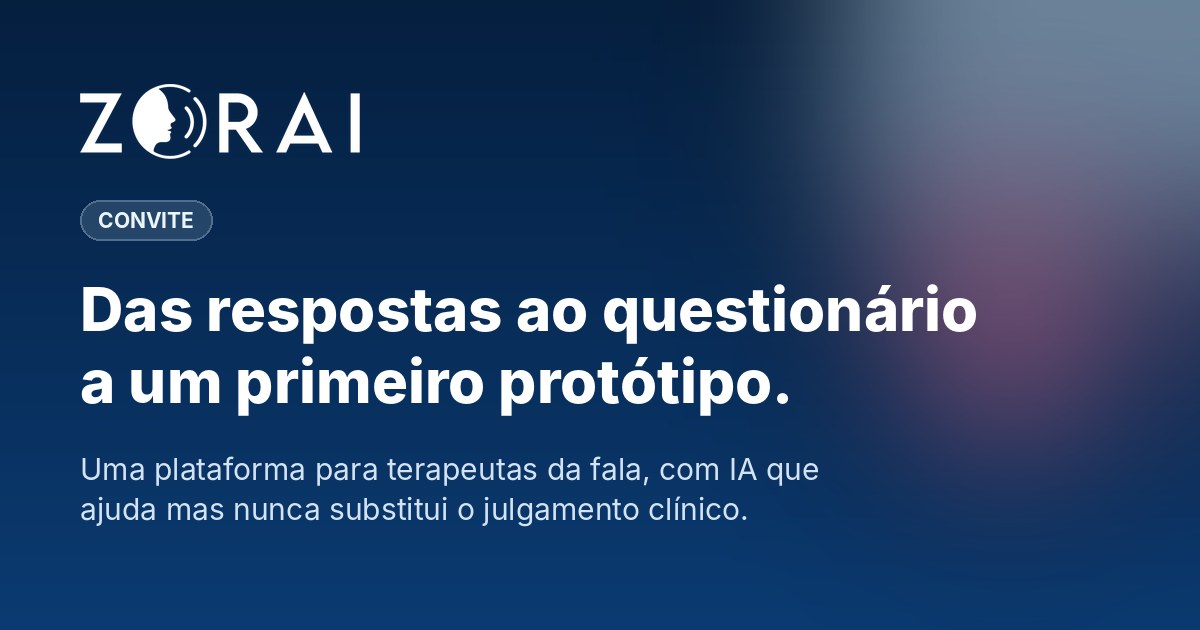 ZORAI
CONVITE
Das respostas ao questionário
a um primeiro protótipo.
Uma plataforma para terapeutas da fala, com IA que
ajuda mas nunca substitui o julgamento clínico.